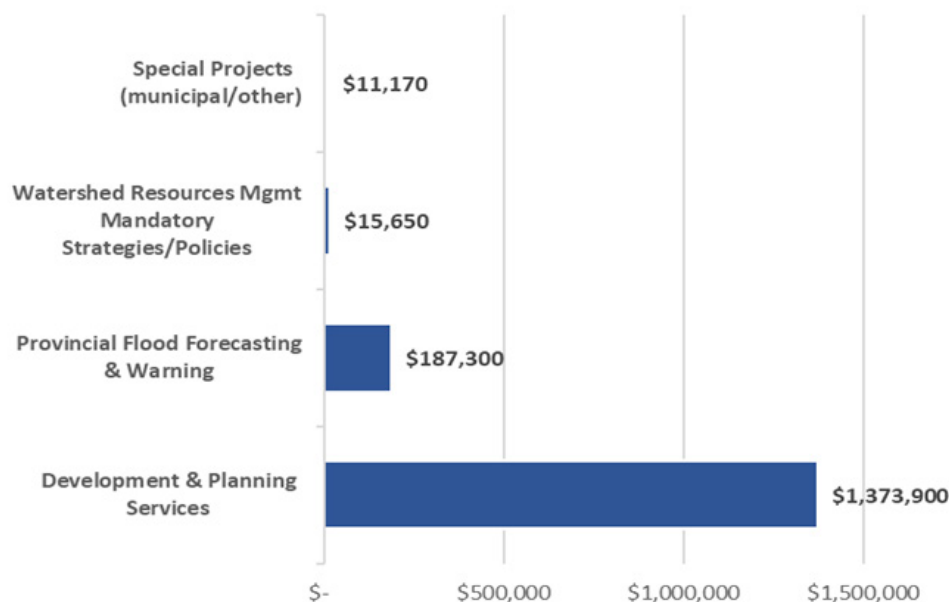 Special Projects
(municipal/other)
$11,170
Watershed Resources Mgmt
Mandatory
Strategies/Policies
$15,650
Provincial Flood Forecasting
& Warning
$187,300
Development & Planning
Services
$1,373,900
$-
$500,000
$1,000,000
$1,500,000